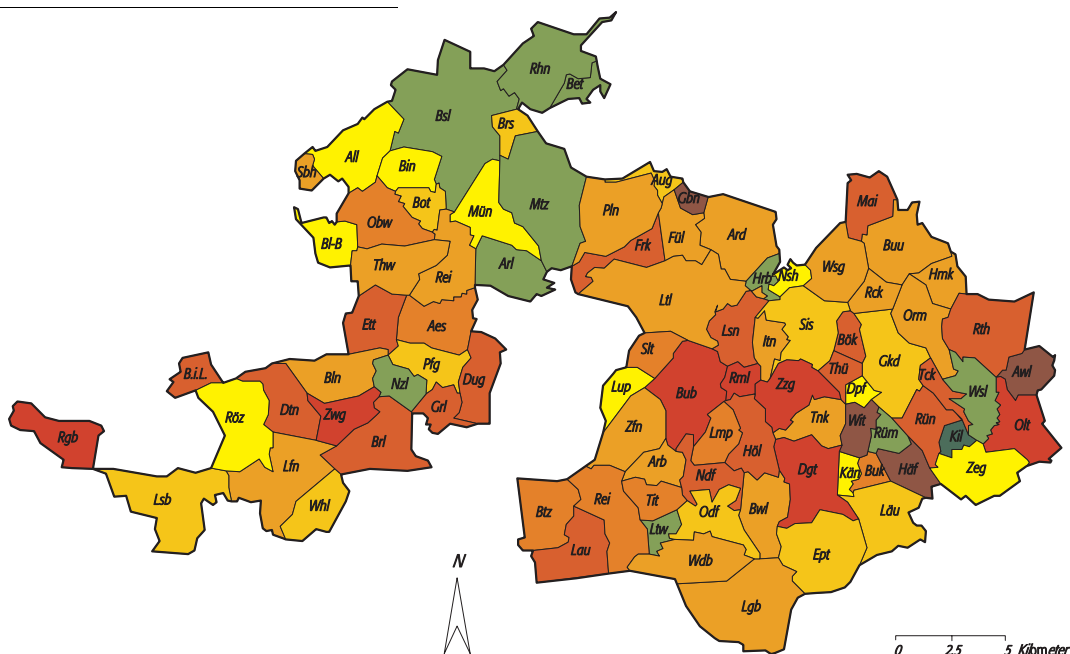 Rhn
Bet
Bsl
Brs
All
Bin
Sbh
Aug
Gbn
Mai
Bot
Mün
Mtz
Pln
Obw
Bl-B
Frk
Fül
Ard
Buu
Thw
Rei
Arl
Hrb
Nsh
Wsg
Hmk
Rck
Ltl
Orm
Ett
Aes
Lsn
Itn
Sis
Bök
Rth
Slt
Gkd
Pfg
B.i.L.
Bln
Nzl
Dug
Lup
Bub
Rml
Zzg
Thü
Tck
Awl
Dpf
Wsl
Röz
Dtn
Zwg
Grl
Tnk
Wit
Rün
Olt
Rgb
Brl
Zfn
Lmp
Höl
Rüm
Kil
Lfn
Arb
Ndf
Dgt
Kän
Buk
Häf
Zeg
Lsb
Whl
Rei
Tit
Btz
Odf
Bwl
Läu
Ltw
Lau
Wdb
Ept
N
Lgb
0 2.5 5 Kilometer